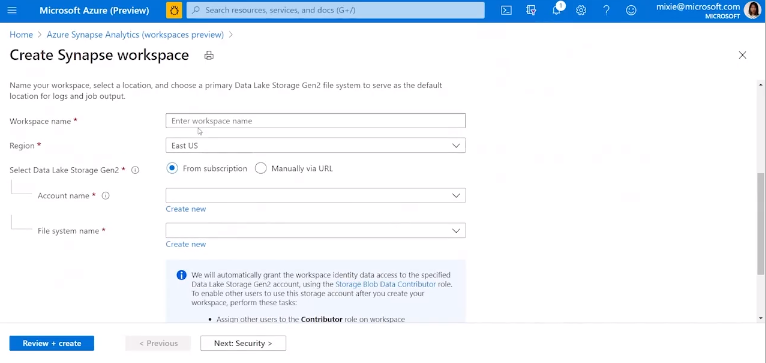 Microsoft Azure (Preview)
Search resources, services, and docs (G+/)
1
mixie@microsoft.com
MICROSOFT
Home > Azure Synapse Analytics (workspaces preview) >
Create Synapse workspace
Name your workspace, select a location, and choose a primary Data Lake Storage Gen2 file system to serve as the default
location for logs and job output.
Workspace name *
Enter workspace name
Region *
East US
Select Data Lake Storage Gen2 *
From subscription
Manually via URL
Account name *
Create new
File system name *
Create new
We will automatically grant the workspace identity data access to the specified
Data Lake Storage Gen2 account, using the Storage Blob Data Contributor role.
To enable other users to use this storage account after you create your
workspace, perform these tasks:
• Assign other users to the Contributor role on workspace
Review + create
< Previous
Next: Security >